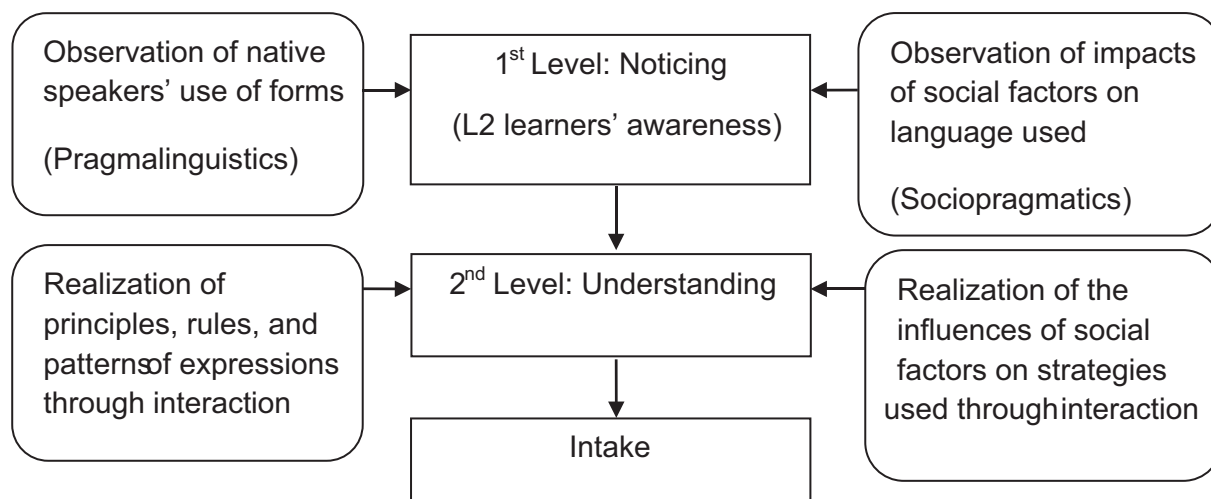 Observation of native
speakers’ use of forms
(Pragmalinguistics)
1st Level: Noticing
(L2 learners’ awareness)
Observation of impacts
of social factors on
language used
(Sociopragmatics)
Realization of
principles, rules, and
patternsof expressions
through interaction
2nd Level: Understanding
Realization of the
influences of social
factors on strategies
used through interaction
Intake